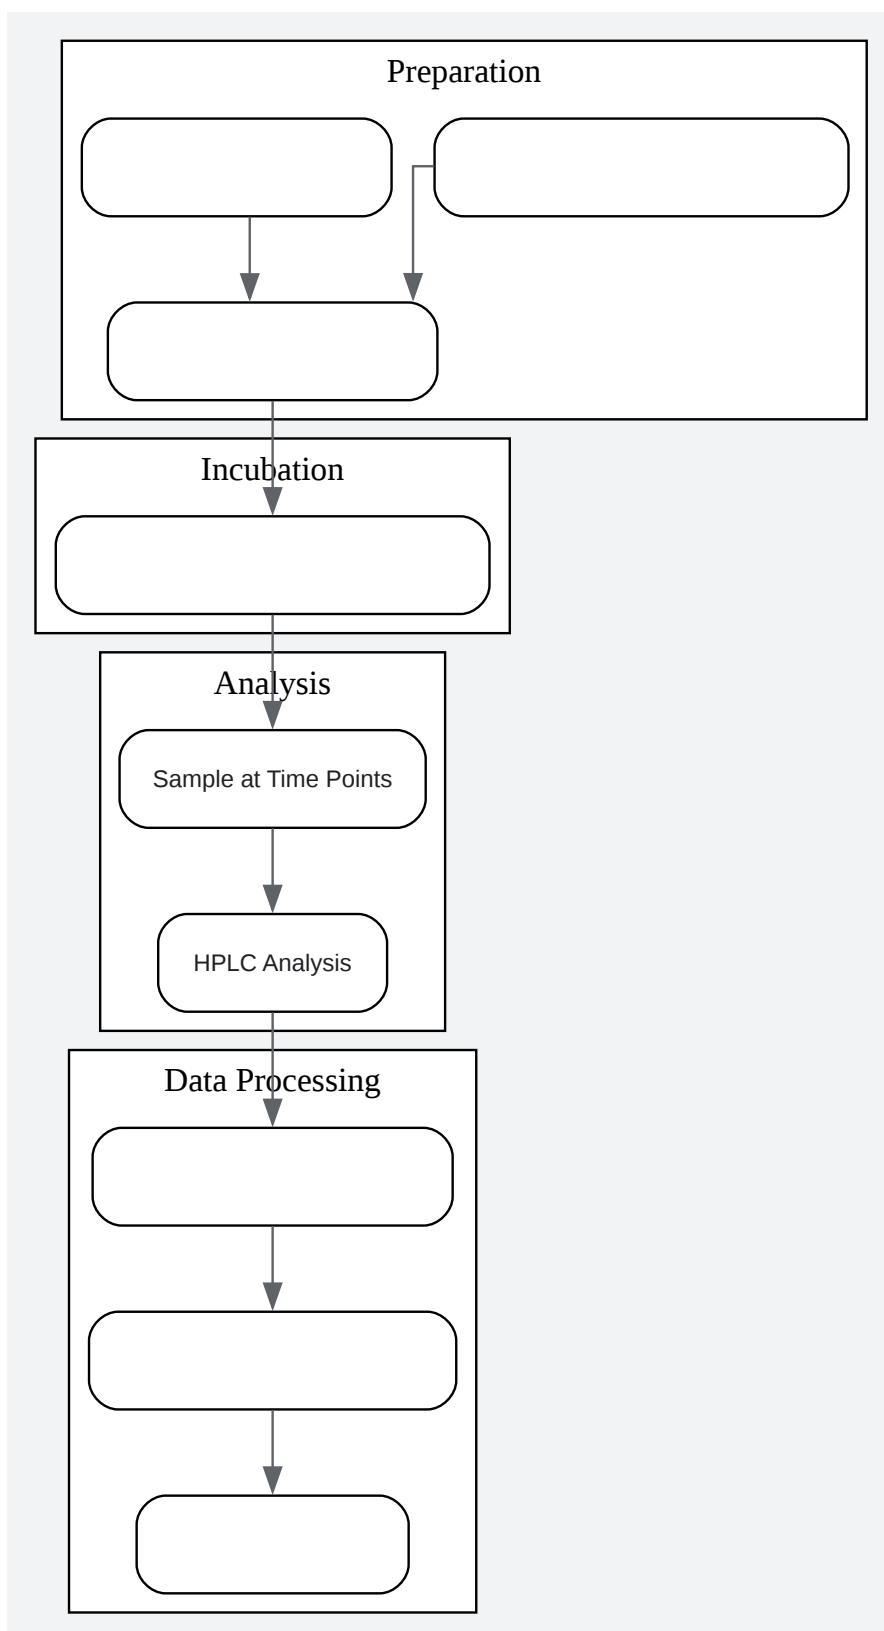 Preparation
Incubation
Analysis
Sample at Time Points
HPLC Analysis
Data Processing